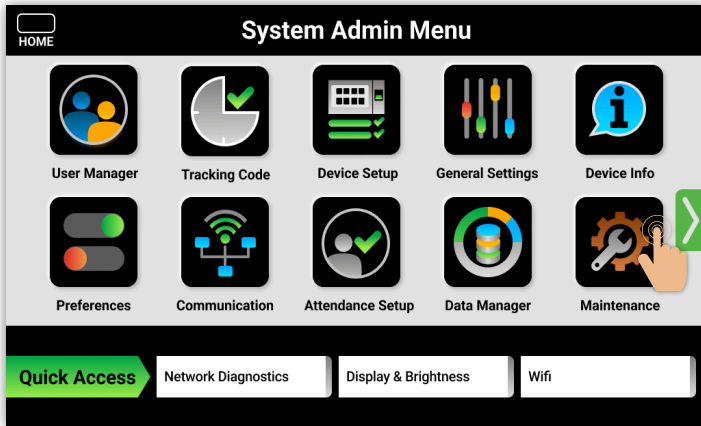 System Admin Menu
HOME
User Manager
Tracking Code
Device Setup
General Settings
Device Info
Preferences
Communication
Attendance Setup
Data Manager
Maintenance
Quick Access
Network Diagnostics
Display & Brightness
Wifi